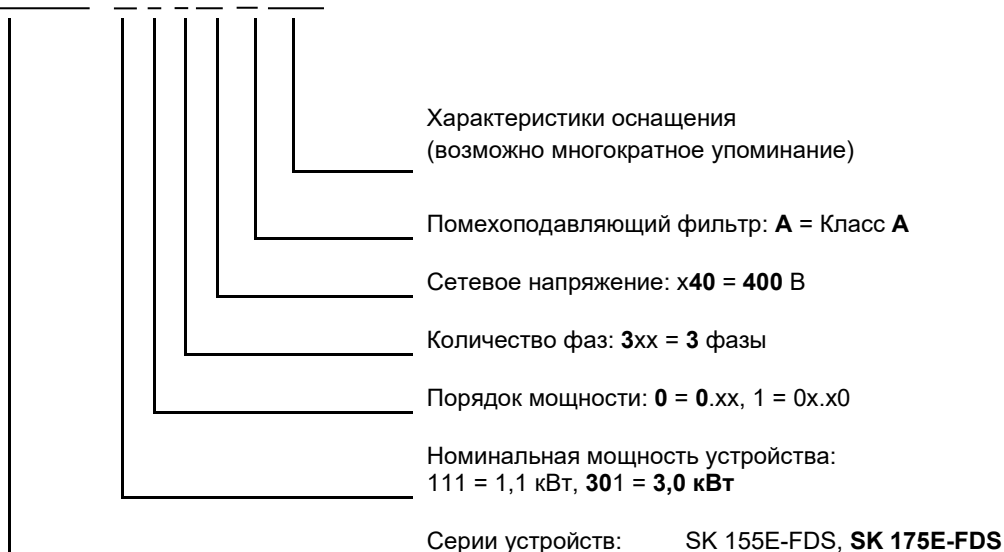 Характеристики оснащения
(возможно многократное упоминание)
Помехоподавляющий фильтр: A = Класс A
Сетевое напряжение: x40 = 400 В
Количество фаз: 3xx = 3 фазы
Порядок мощности: 0 = 0.xx, 1 = 0x.x0
Номинальная мощность устройства:
111 = 1,1 кВт, 301 = 3,0 кВт
Серии устройств: SK 155E-FDS, SK 175E-FDS